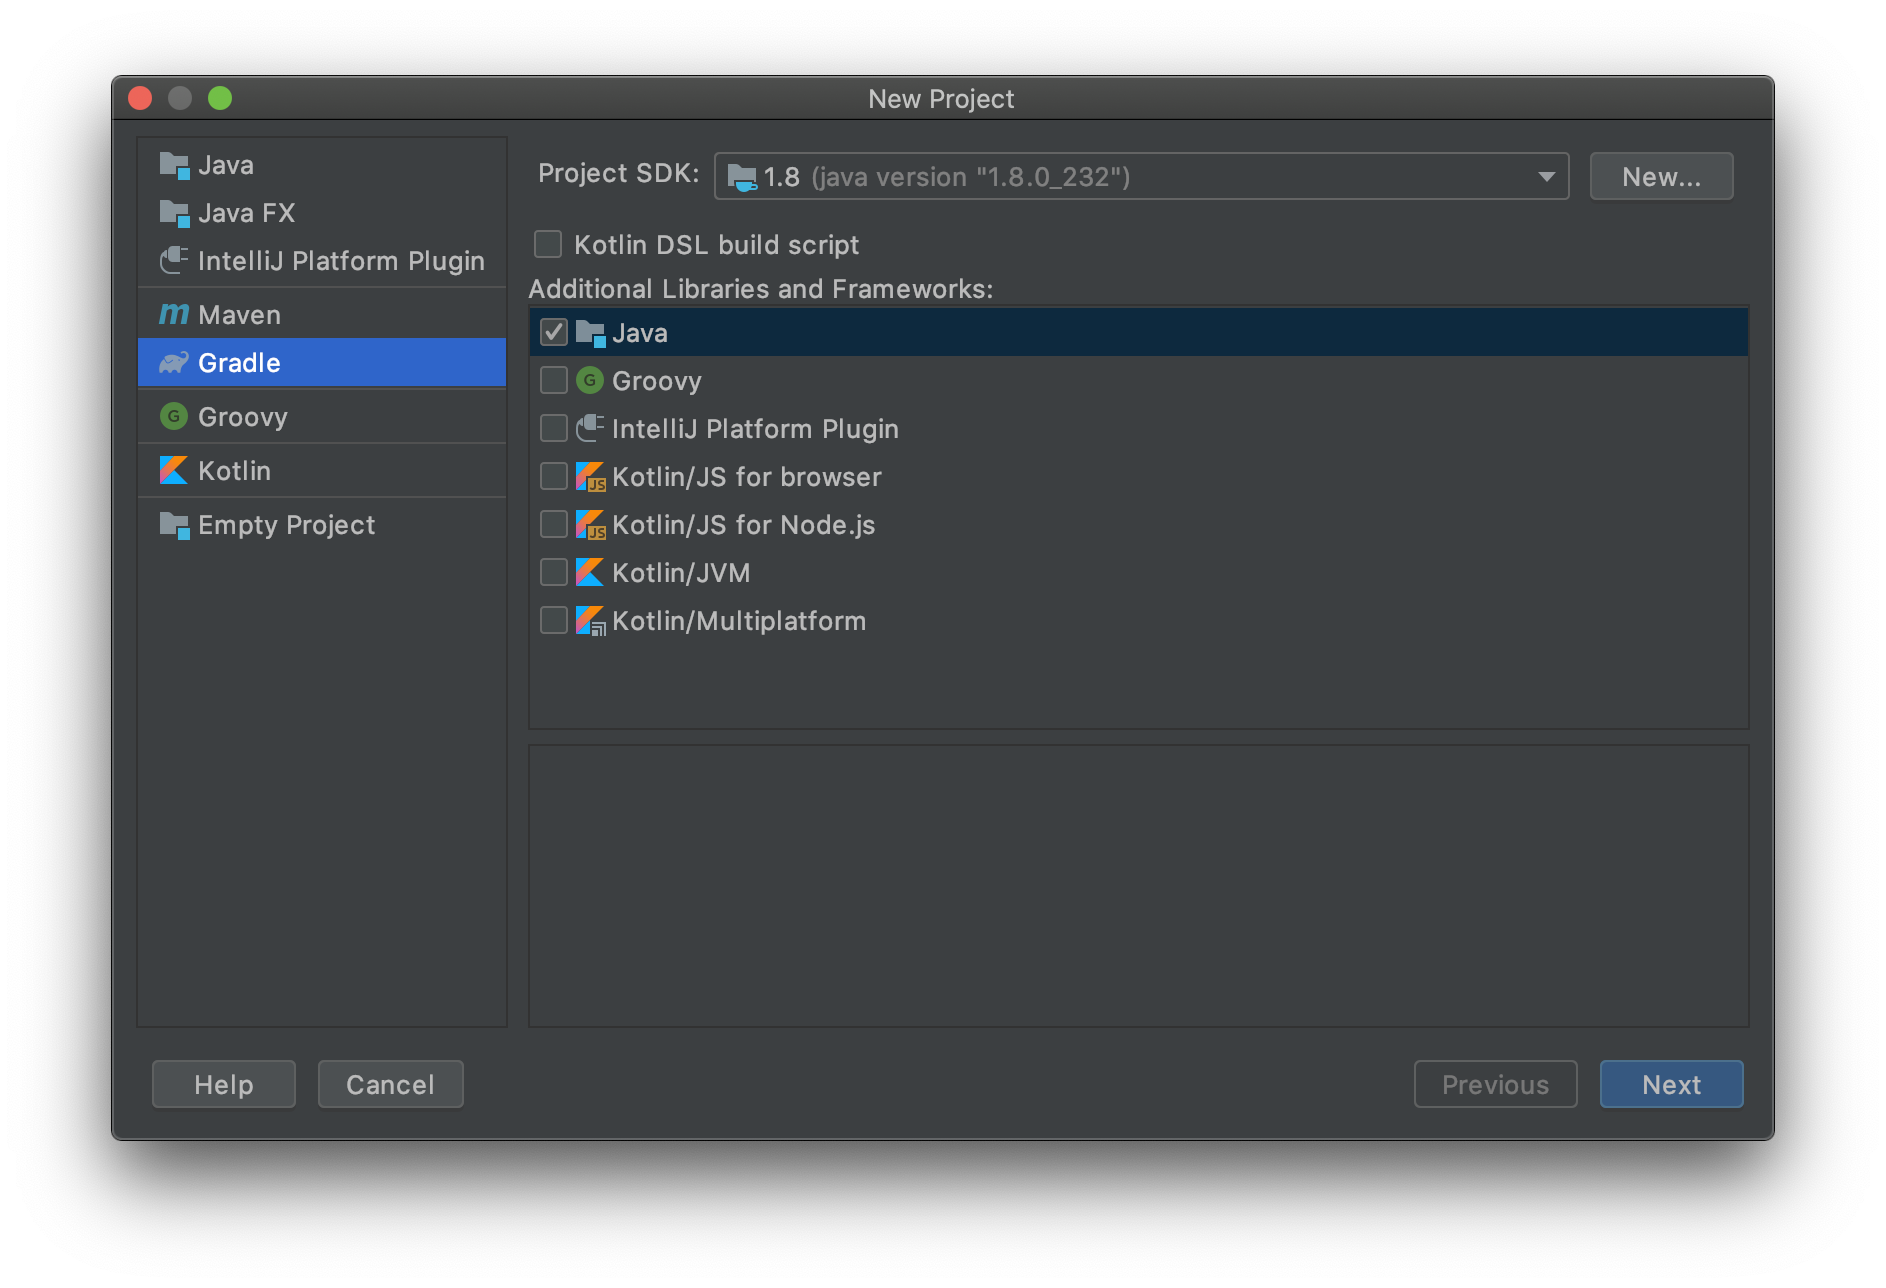 New Project
Java
Java FX
IntelliJ Platform Plugin
Maven
Gradle
Groovy
Kotlin
Empty Project
Project SDK: 1.8 (java version "1.8.0_232") New...
Kotlin DSL build script
Additional Libraries and Frameworks:
Java
Groovy
IntelliJ Platform Plugin
Kotlin/JS for browser
Kotlin/JS for Node.js
Kotlin/JVM
Kotlin/Multiplatform
Help Cancel Previous Next